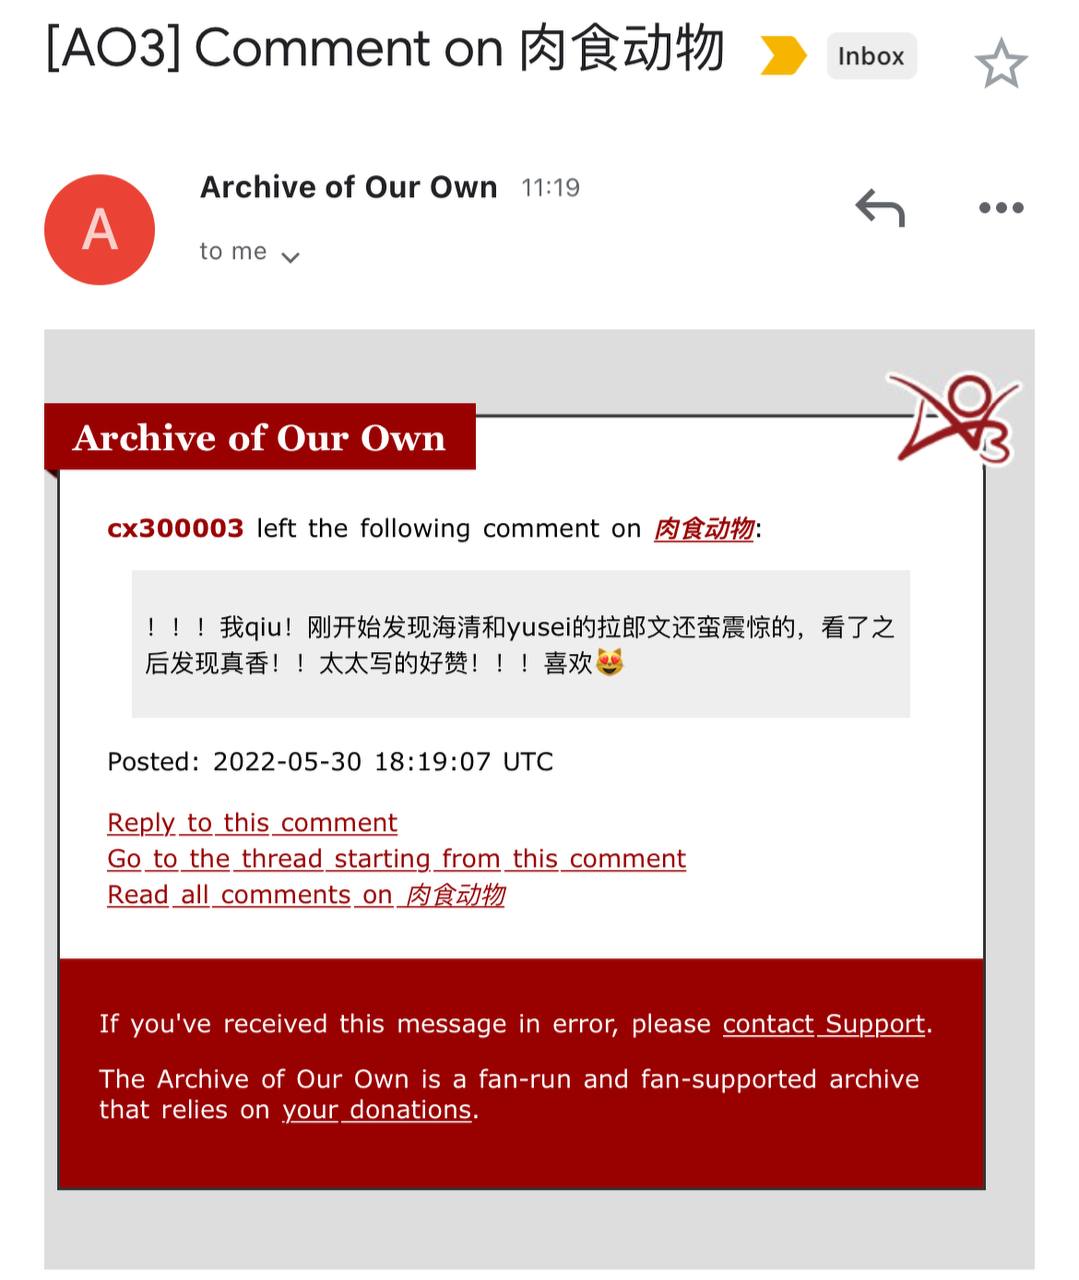 [AO3] Comment on 肉食动物 Inbox
Archive of Our Own 11:19
A
to me
Archive of Our Own
AO3
cx300003 left the following comment on 肉食动物:
！！！我qiu！刚开始发现海清和yusei的拉郎文还蛮震惊的，看了之
后发现真香！！太太写的好赞！！！喜欢😻
Posted: 2022-05-30 18:19:07 UTC
Reply to this comment
Go to the thread starting from this comment
Read all comments on 肉食动物
If you've received this message in error, please contact Support.
The Archive of Our Own is a fan-run and fan-supported archive
that relies on your donations.